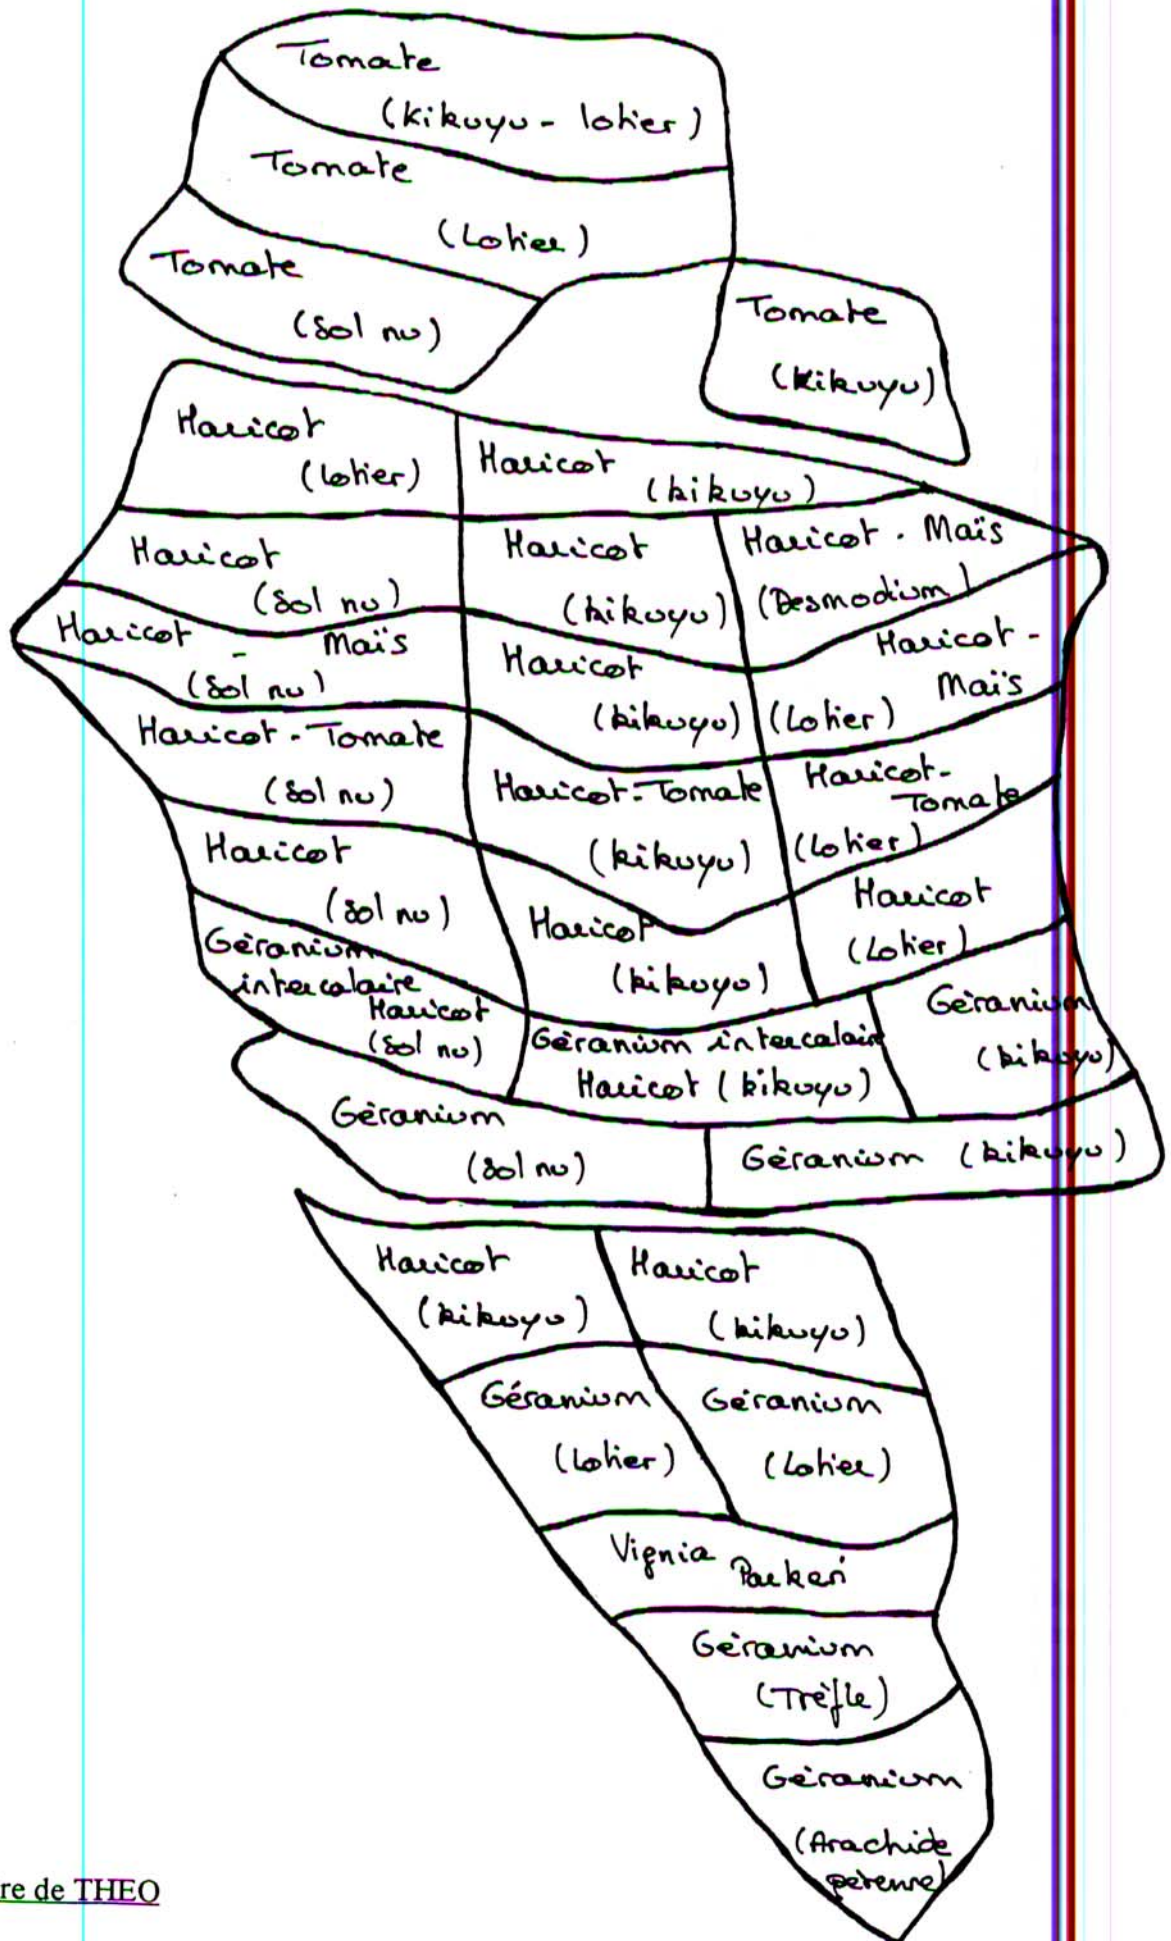 Tomate
(kikuyu - lotier)
Tomate
(Lotier)
Tomate
(Sol nu)
Tomate
(Kikuyu)
Haricot
(lotier)
Haricot
(kikuyu)
Haricot
(Sol nu)
Haricot
(kikuyu)
Haricot - Maïs
(Desmodium)
Haricot - Maïs
(Sol nu)
Haricot
(kikuyu)
Haricot -
Maïs
(Lotier)
Haricot - Tomate
(Sol nu)
Haricot - Tomate
(kikuyu)
Haricot -
Tomate
(Lotier)
Haricot
(Sol nu)
Haricot
(kikuyu)
Haricot
(Lotier)
Géranium
intercalaire
Haricot
(Sol nu)
Géranium intercalair
Haricot (kikuyu)
Géranium
(kikuyu)
Géranium
(Sol nu)
Géranium (kikuyu)
Haricot
(kikuyu)
Haricot
(kikuyu)
Géranium
(Lotier)
Géranium
(Lotier)
Vignia Parkeri
Géranium
(Trèfle)
Géranium
(Arachide
pérenne)
re de THEO